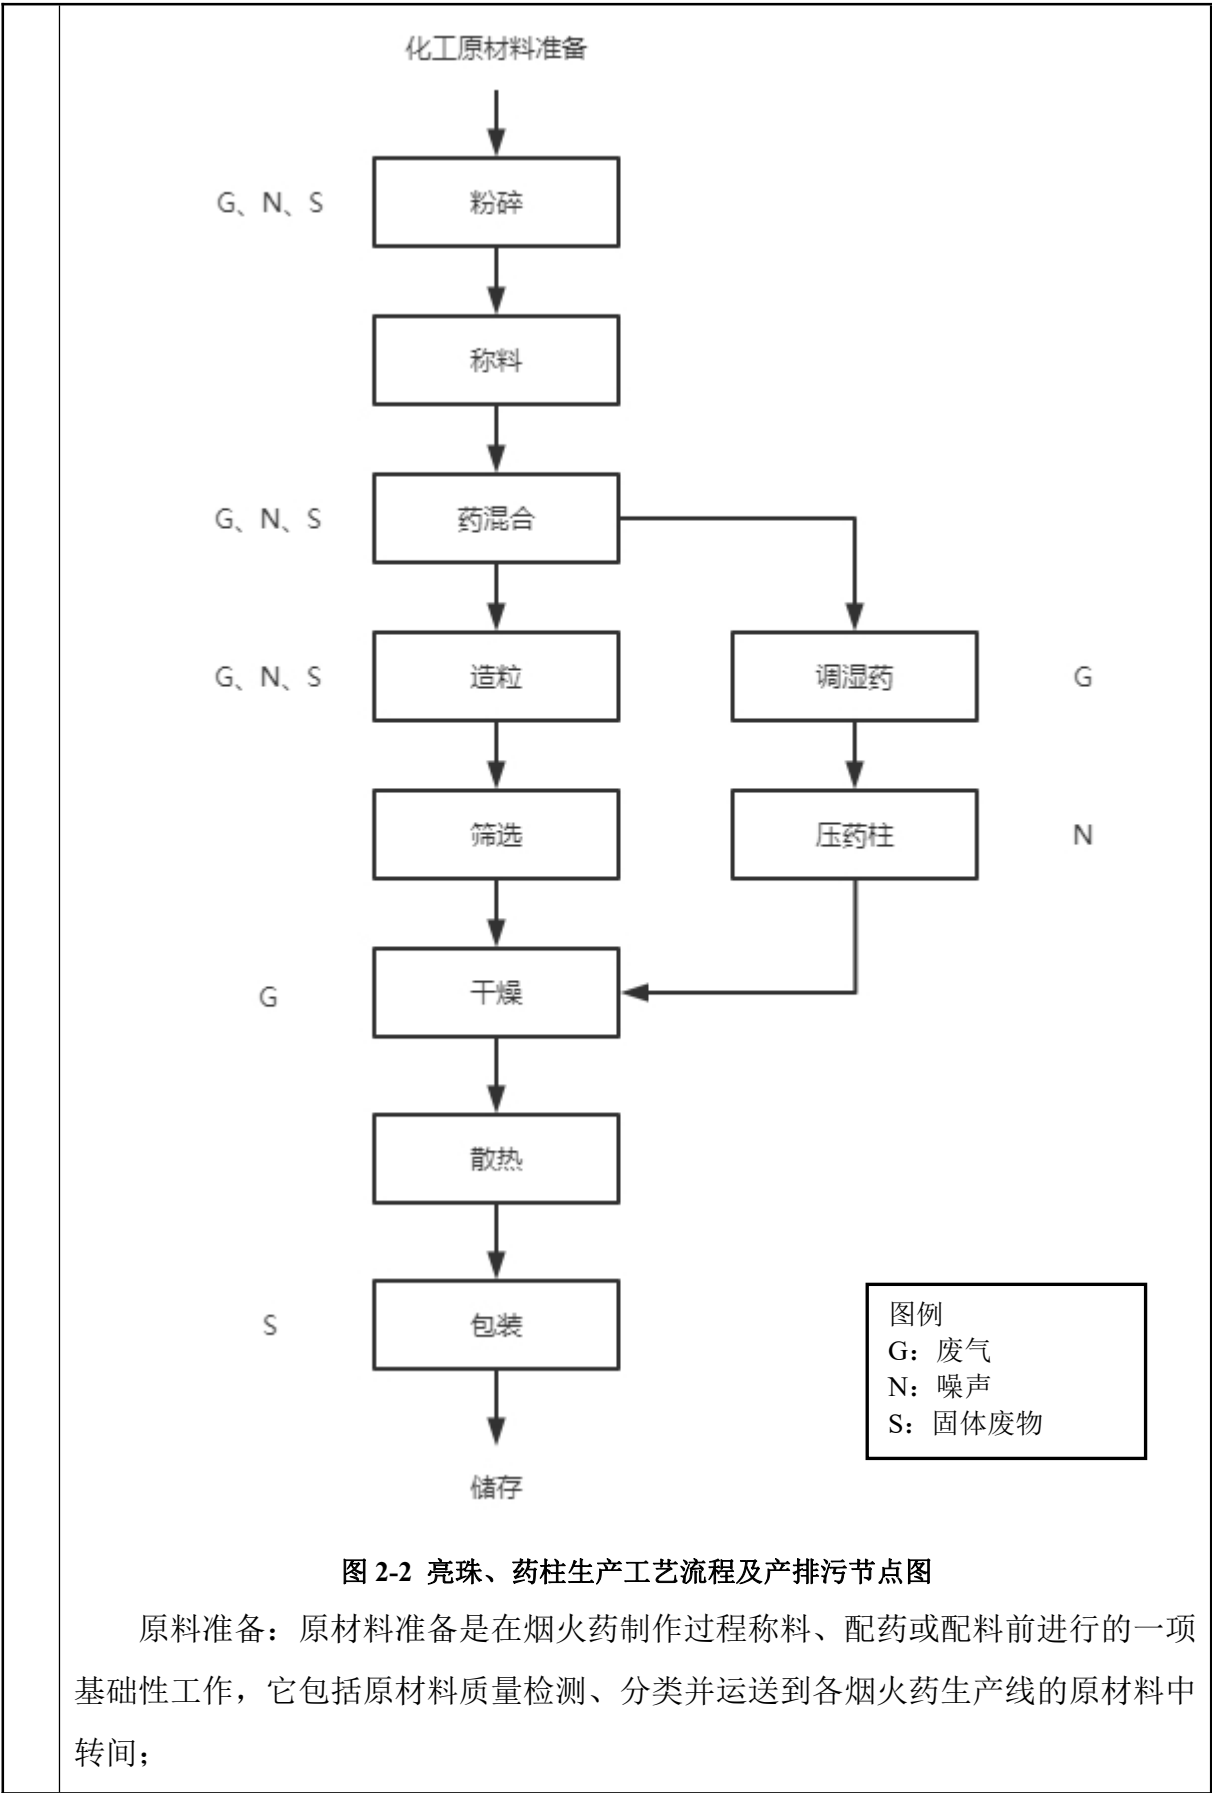 化工原材料准备
G、N、S
粉碎
称料
G、N、S
药混合
G、N、S
造粒
调湿药
G
筛选
压药柱
N
G
干燥
散热
S
包装
图例
G：废气
N：噪声
S：固体废物
储存
图 2-2 亮珠、药柱生产工艺流程及产排污节点图
原料准备：原材料准备是在烟火药制作过程称料、配药或配料前进行的一项
基础性工作，它包括原材料质量检测、分类并运送到各烟火药生产线的原材料中
转间；